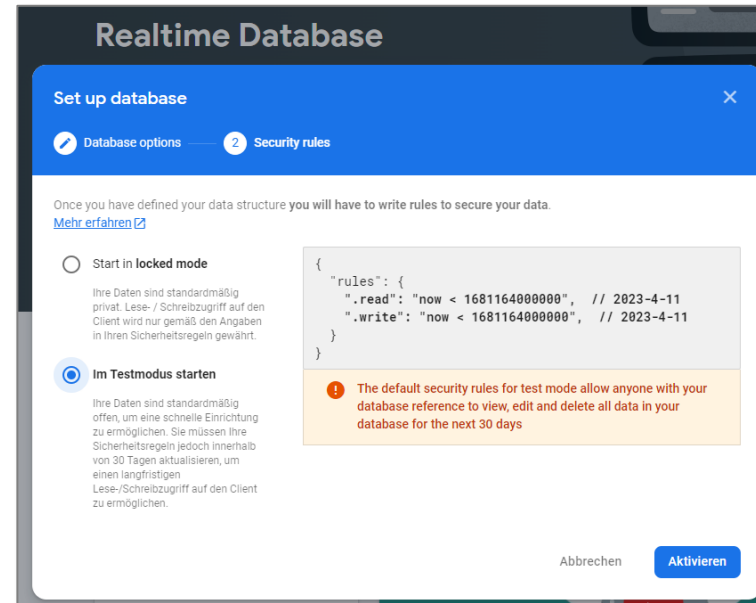 Realtime Database
Set up database
Database options
2 Security rules
Once you have defined your data structure you will have to write rules to secure your data.
Mehr erfahren
Start in locked mode
Ihre Daten sind standardmäßig
privat. Lese- / Schreibzugriff auf den
Client wird nur gemäß den Angaben
in Ihren Sicherheitsregeln gewährt.
Im Testmodus starten
Ihre Daten sind standardmäßig
offen, um eine schnelle Einrichtung
zu ermöglichen. Sie müssen Ihre
Sicherheitsregeln jedoch innerhalb
von 30 Tagen aktualisieren, um
einen langfristigen
Lese-/Schreibzugriff auf den Client
zu ermöglichen.
{
"rules": {
".read": "now < 1681164000000", // 2023-4-11
".write": "now < 1681164000000", // 2023-4-11
}
}
The default security rules for test mode allow anyone with your
database reference to view, edit and delete all data in your
database for the next 30 days
Abbrechen
Aktivieren